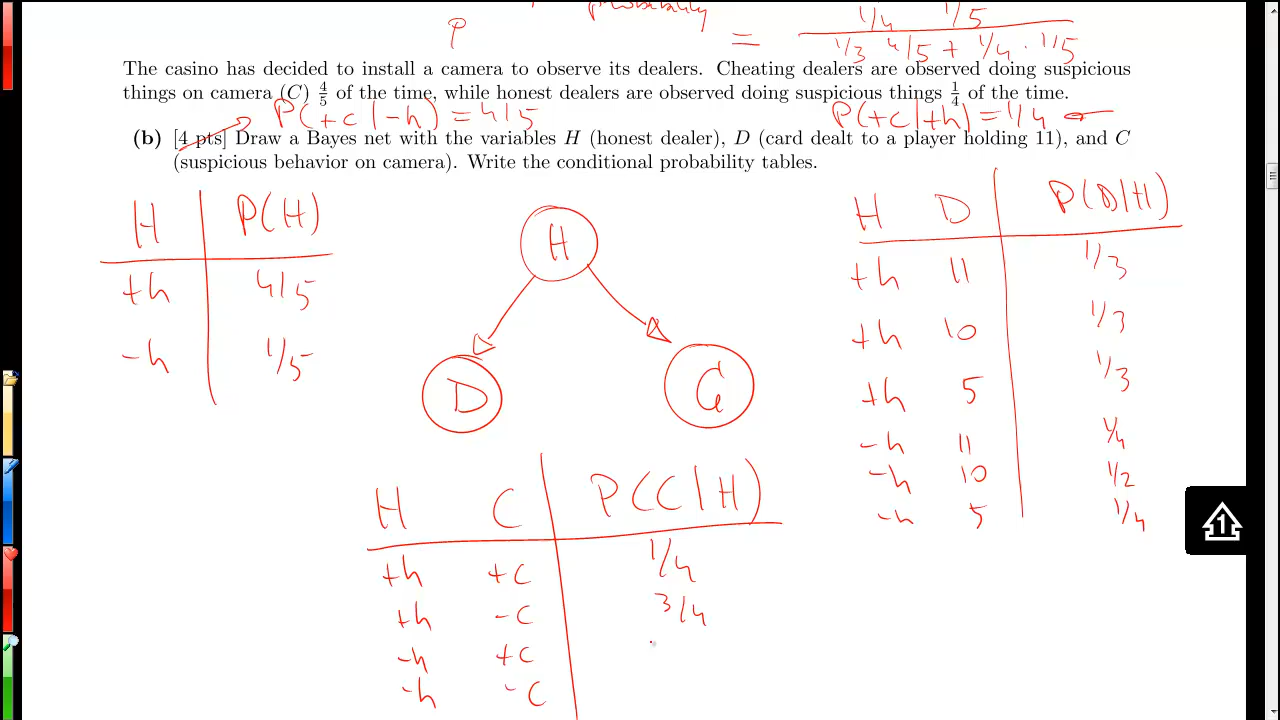 probability
P
=
1/4 1/5
1/3 4/5 + 1/4 · 1/5
The casino has decided to install a camera to observe its dealers. Cheating dealers are observed doing suspicious
things on camera (C) 4/5 of the time, while honest dealers are observed doing suspicious things 1/4 of the time.
P(+c|-h) = 4/5 P(+c|+h) = 1/4
(b) [4 pts] Draw a Bayes net with the variables H (honest dealer), D (card dealt to a player holding 11), and C
(suspicious behavior on camera). Write the conditional probability tables.
H P(H)
+h 4/5
-h 1/5
H
D
C
H D P(D|H)
+h 11 1/3
+h 10 1/3
+h 5 1/3
-h 11 1/4
-h 10 1/2
-h 5 1/4
H C P(C|H)
+h +c 1/4
+h -c 3/4
-h +c
-h -c
1